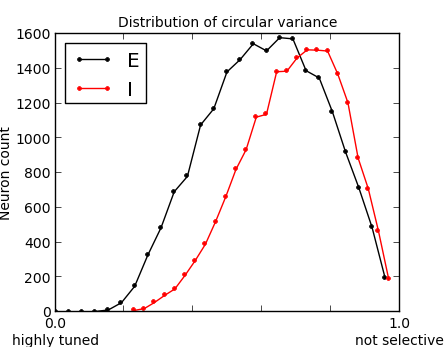 Distribution of circular variance
E
I
Neuron count
1600
1400
1200
1000
800
600
400
200
0
0.0
1.0
highly tuned
not selective